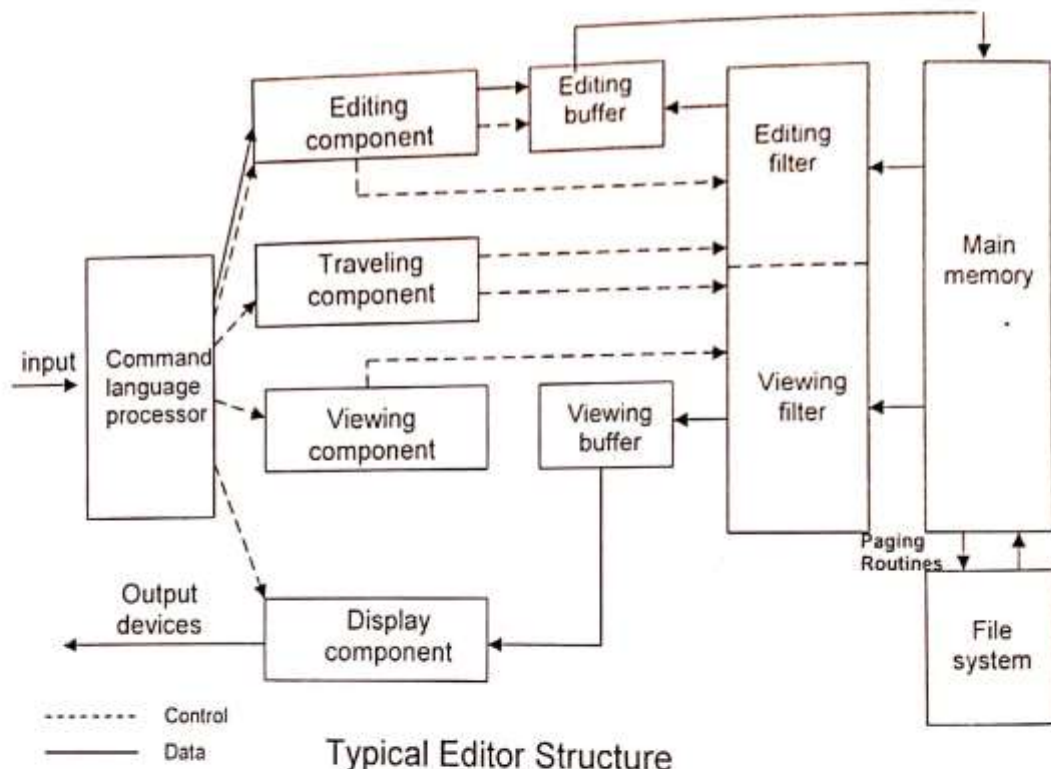 Editing
component
Editing
buffer
Editing
filter
Main
memory
Traveling
component
input
Command
language
processor
Viewing
component
Viewing
buffer
Viewing
filter
Paging
Routines
Output
devices
Display
component
File
system
Control
Data
Typical Editor Structure